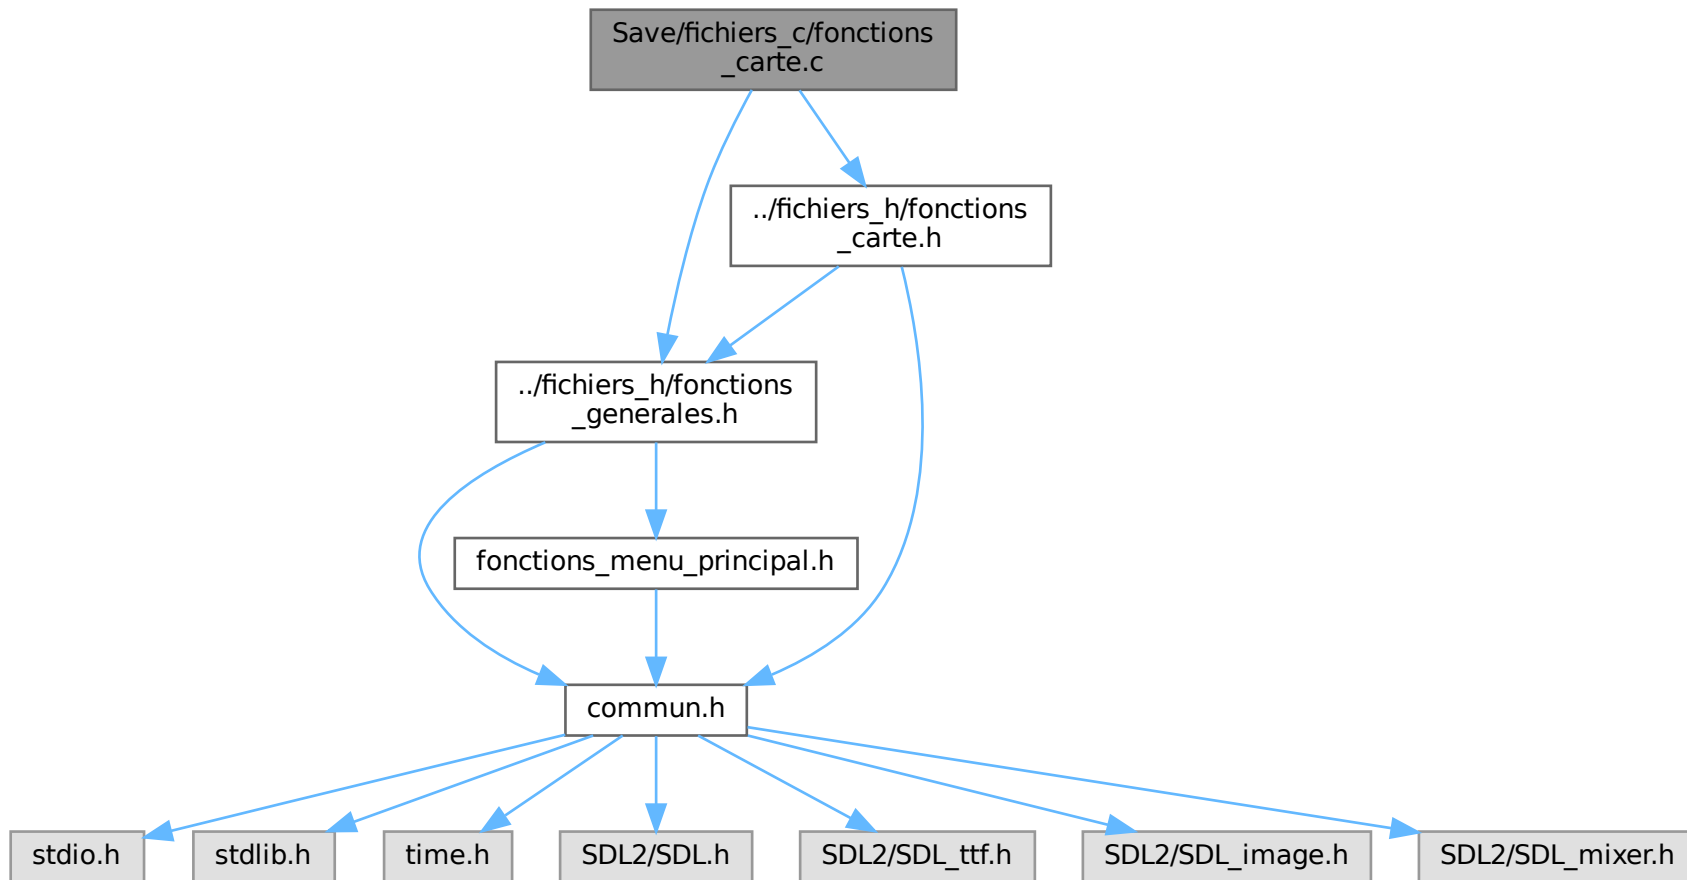 Save/fichiers_c/fonctions
_carte.c
../fichiers_h/fonctions
_carte.h
../fichiers_h/fonctions
_generales.h
fonctions_menu_principal.h
commun.h
stdio.h
stdlib.h
time.h
SDL2/SDL.h
SDL2/SDL_ttf.h
SDL2/SDL_image.h
SDL2/SDL_mixer.h